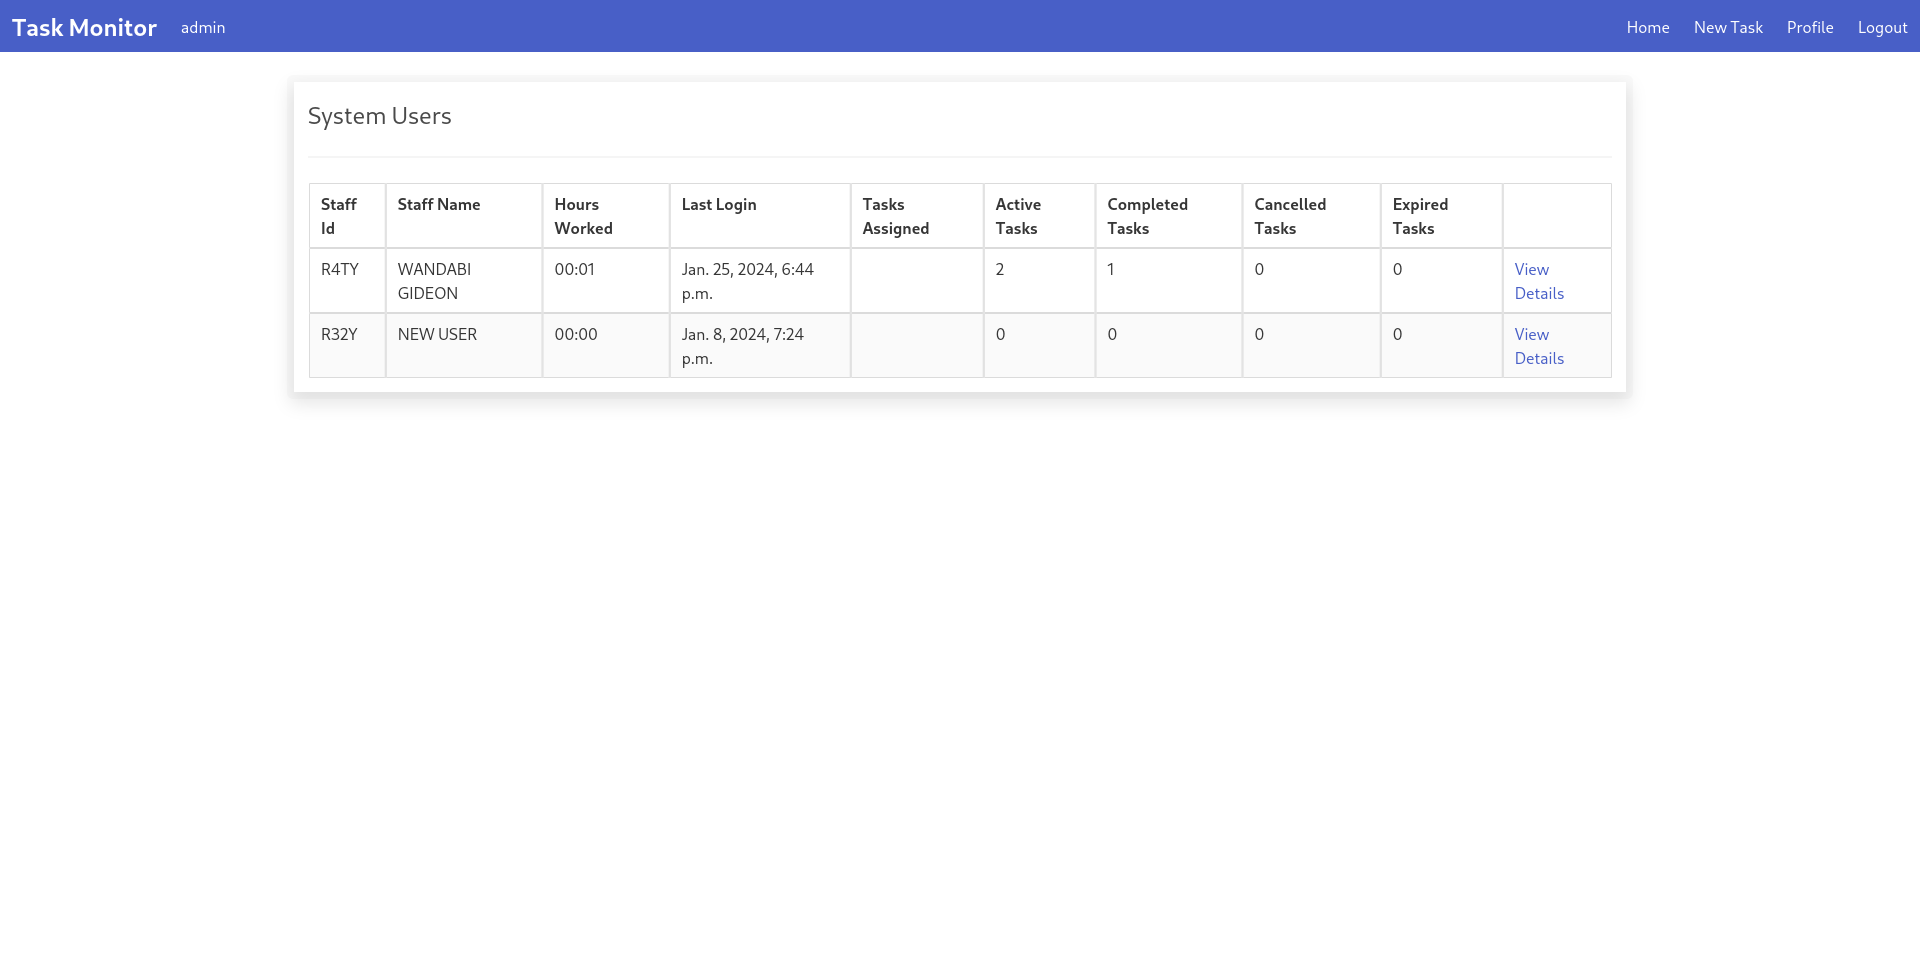 Task Monitor admin Home New Task Profile Logout
System Users
Staff Id Staff Name Hours Worked Last Login Tasks Assigned Active Tasks Completed Tasks Cancelled Tasks Expired Tasks
R4TY WANDABI GIDEON 00:01 Jan. 25, 2024, 6:44 p.m. 2 1 0 0 View Details
R32Y NEW USER 00:00 Jan. 8, 2024, 7:24 p.m. 0 0 0 0 View Details